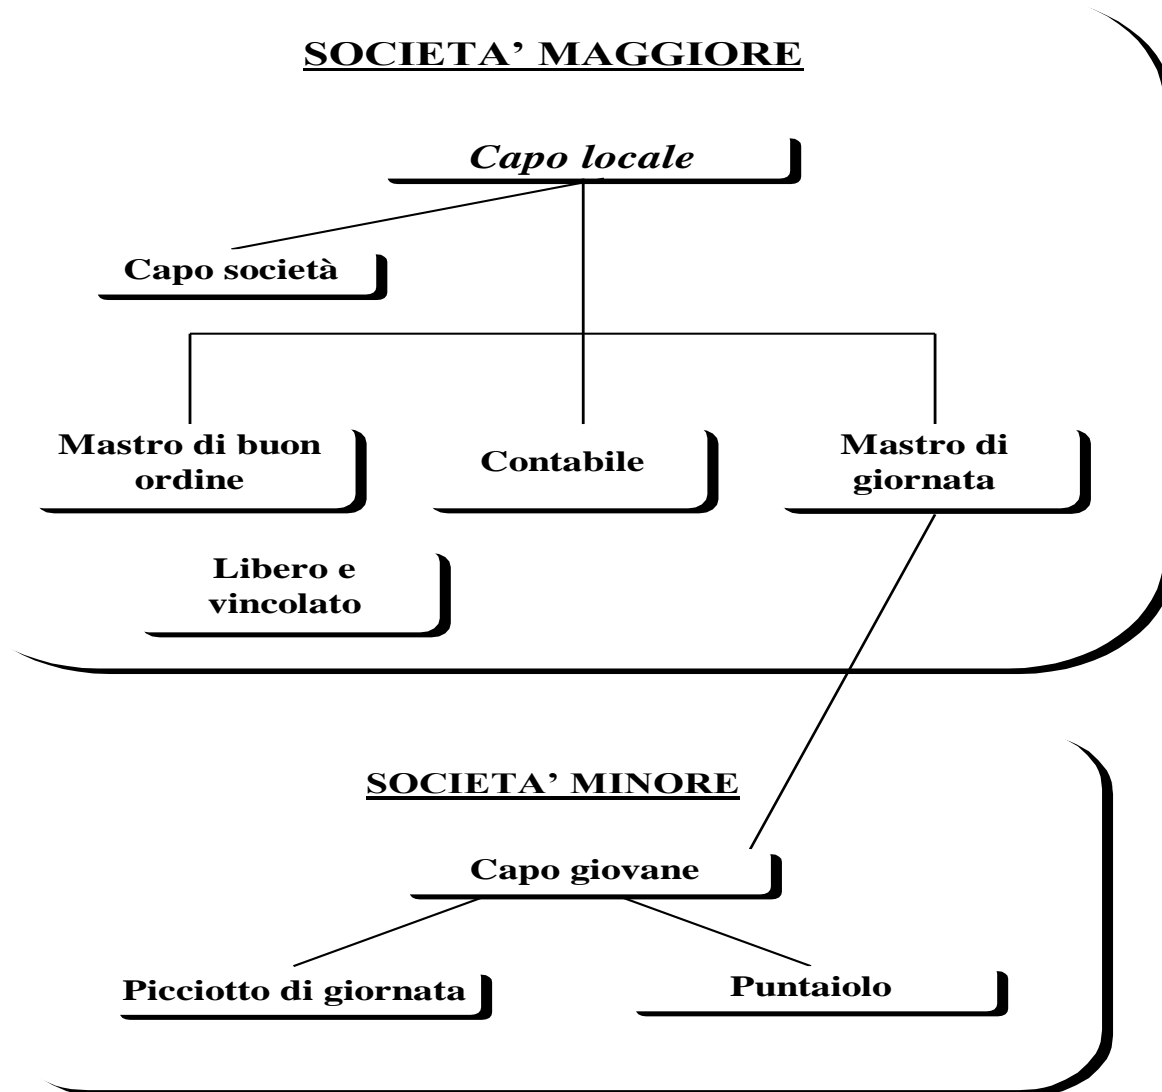 SOCIETA’ MAGGIORE
Capo locale
Capo società
Mastro di buon
ordine
Contabile
Mastro di
giornata
Libero e
vincolato
SOCIETA’ MINORE
Capo giovane
Picciotto di giornata
Puntaiolo